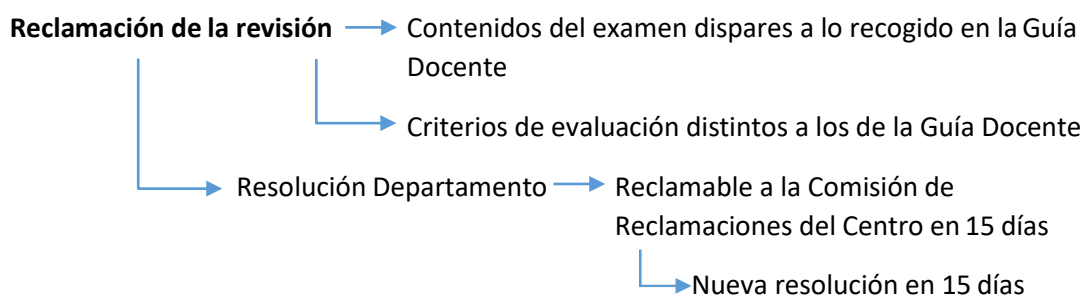 Reclamación de la revisión
Contenidos del examen dispares a lo recogido en la Guía
Docente
Criterios de evaluación distintos a los de la Guía Docente
Resolución Departamento
Reclamable a la Comisión de
Reclamaciones del Centro en 15 días
Nueva resolución en 15 días